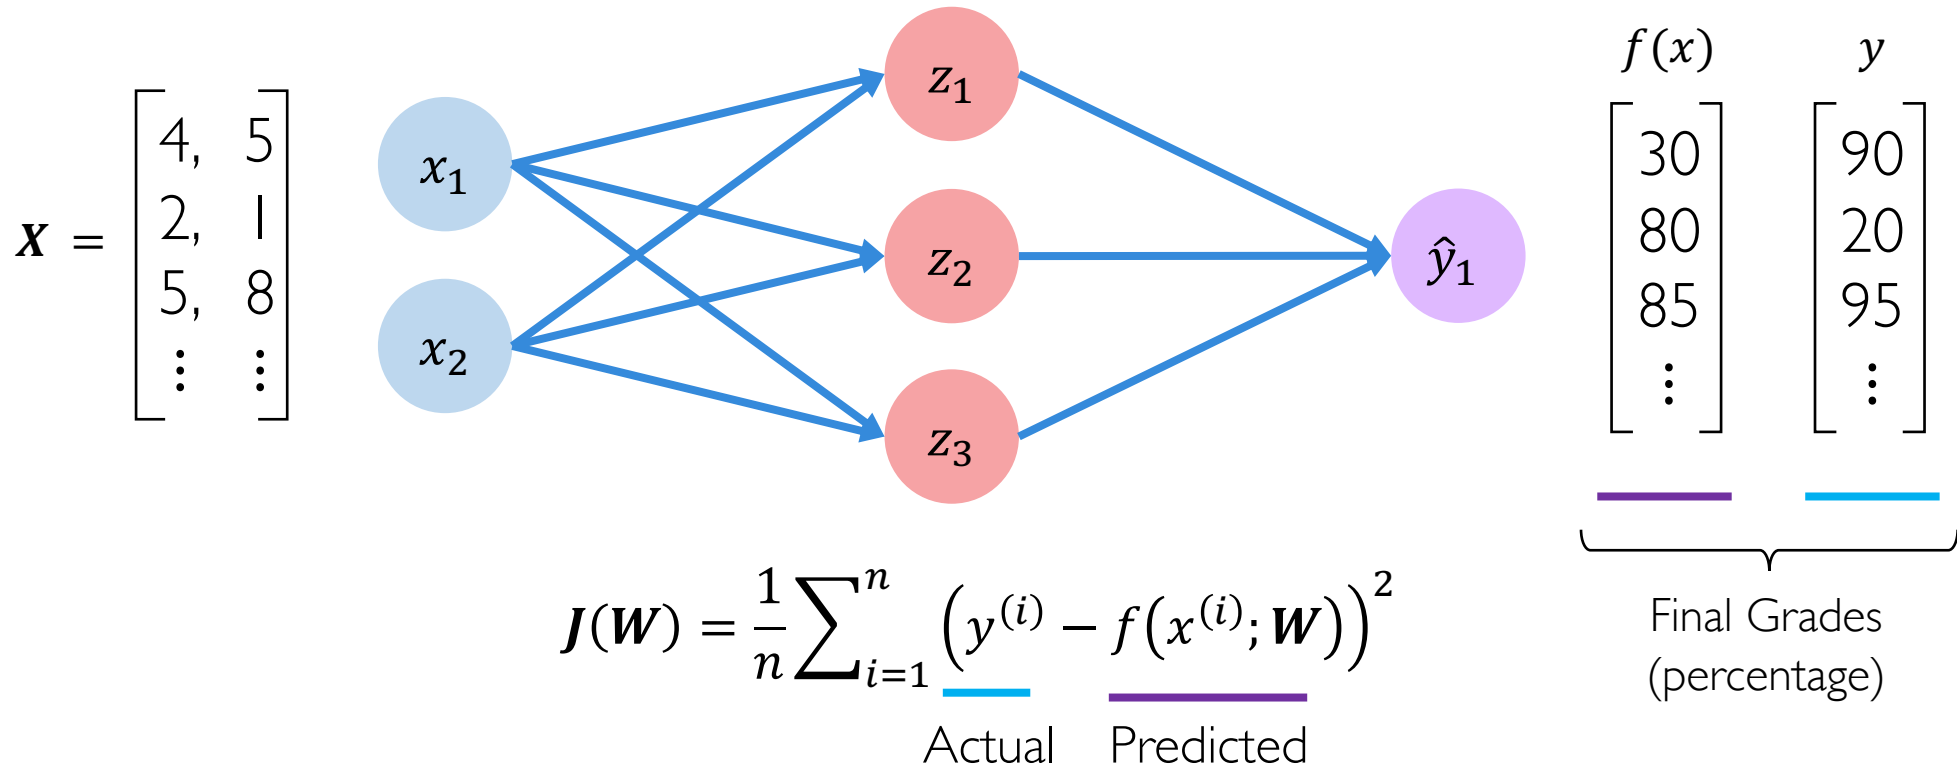 X = [4, 5
2, 1
5, 8
⋮ ⋮]
x₁
x₂
z₁
z₂
z₃
ŷ₁
f(x) y
30 90
80 20
85 95
⋮ ⋮
Final Grades
(percentage)
J(W) = 1/n ∑ᵢ₌₁ⁿ (y⁽ⁱ⁾ − f(x⁽ⁱ⁾; W))²
Actual Predicted